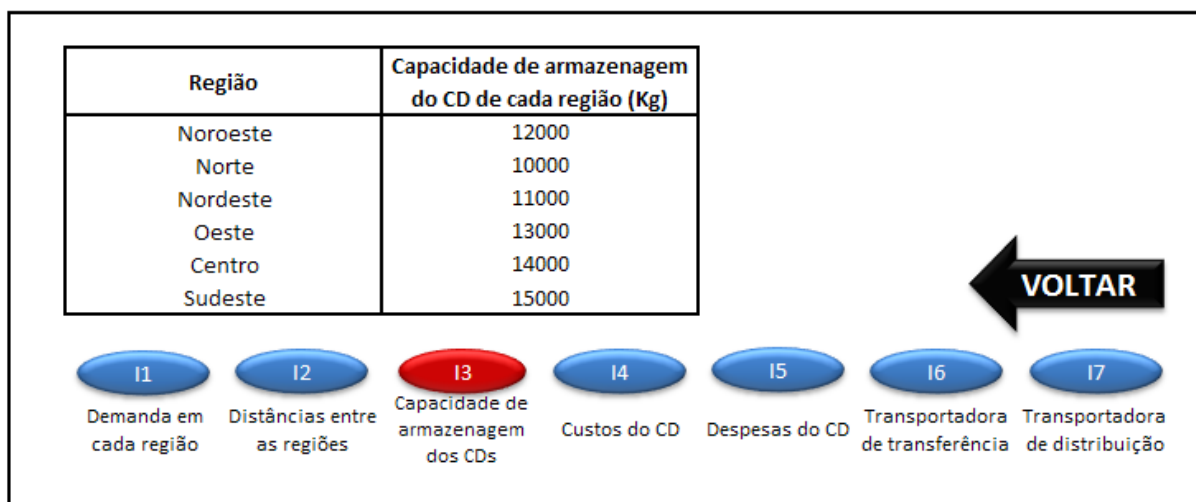 Região
Capacidade de armazenagem
do CD de cada região (Kg)
Noroeste 12000
Norte 10000
Nordeste 11000
Oeste 13000
Centro 14000
Sudeste 15000
VOLTAR
I1 I2 I3 I4 I5 I6 I7
Demanda em
cada região
Distâncias entre
as regiões
Capacidade de
armazenagem
dos CDs
Custos do CD
Despesas do CD
Transportadora
de transferência
Transportadora
de distribuição